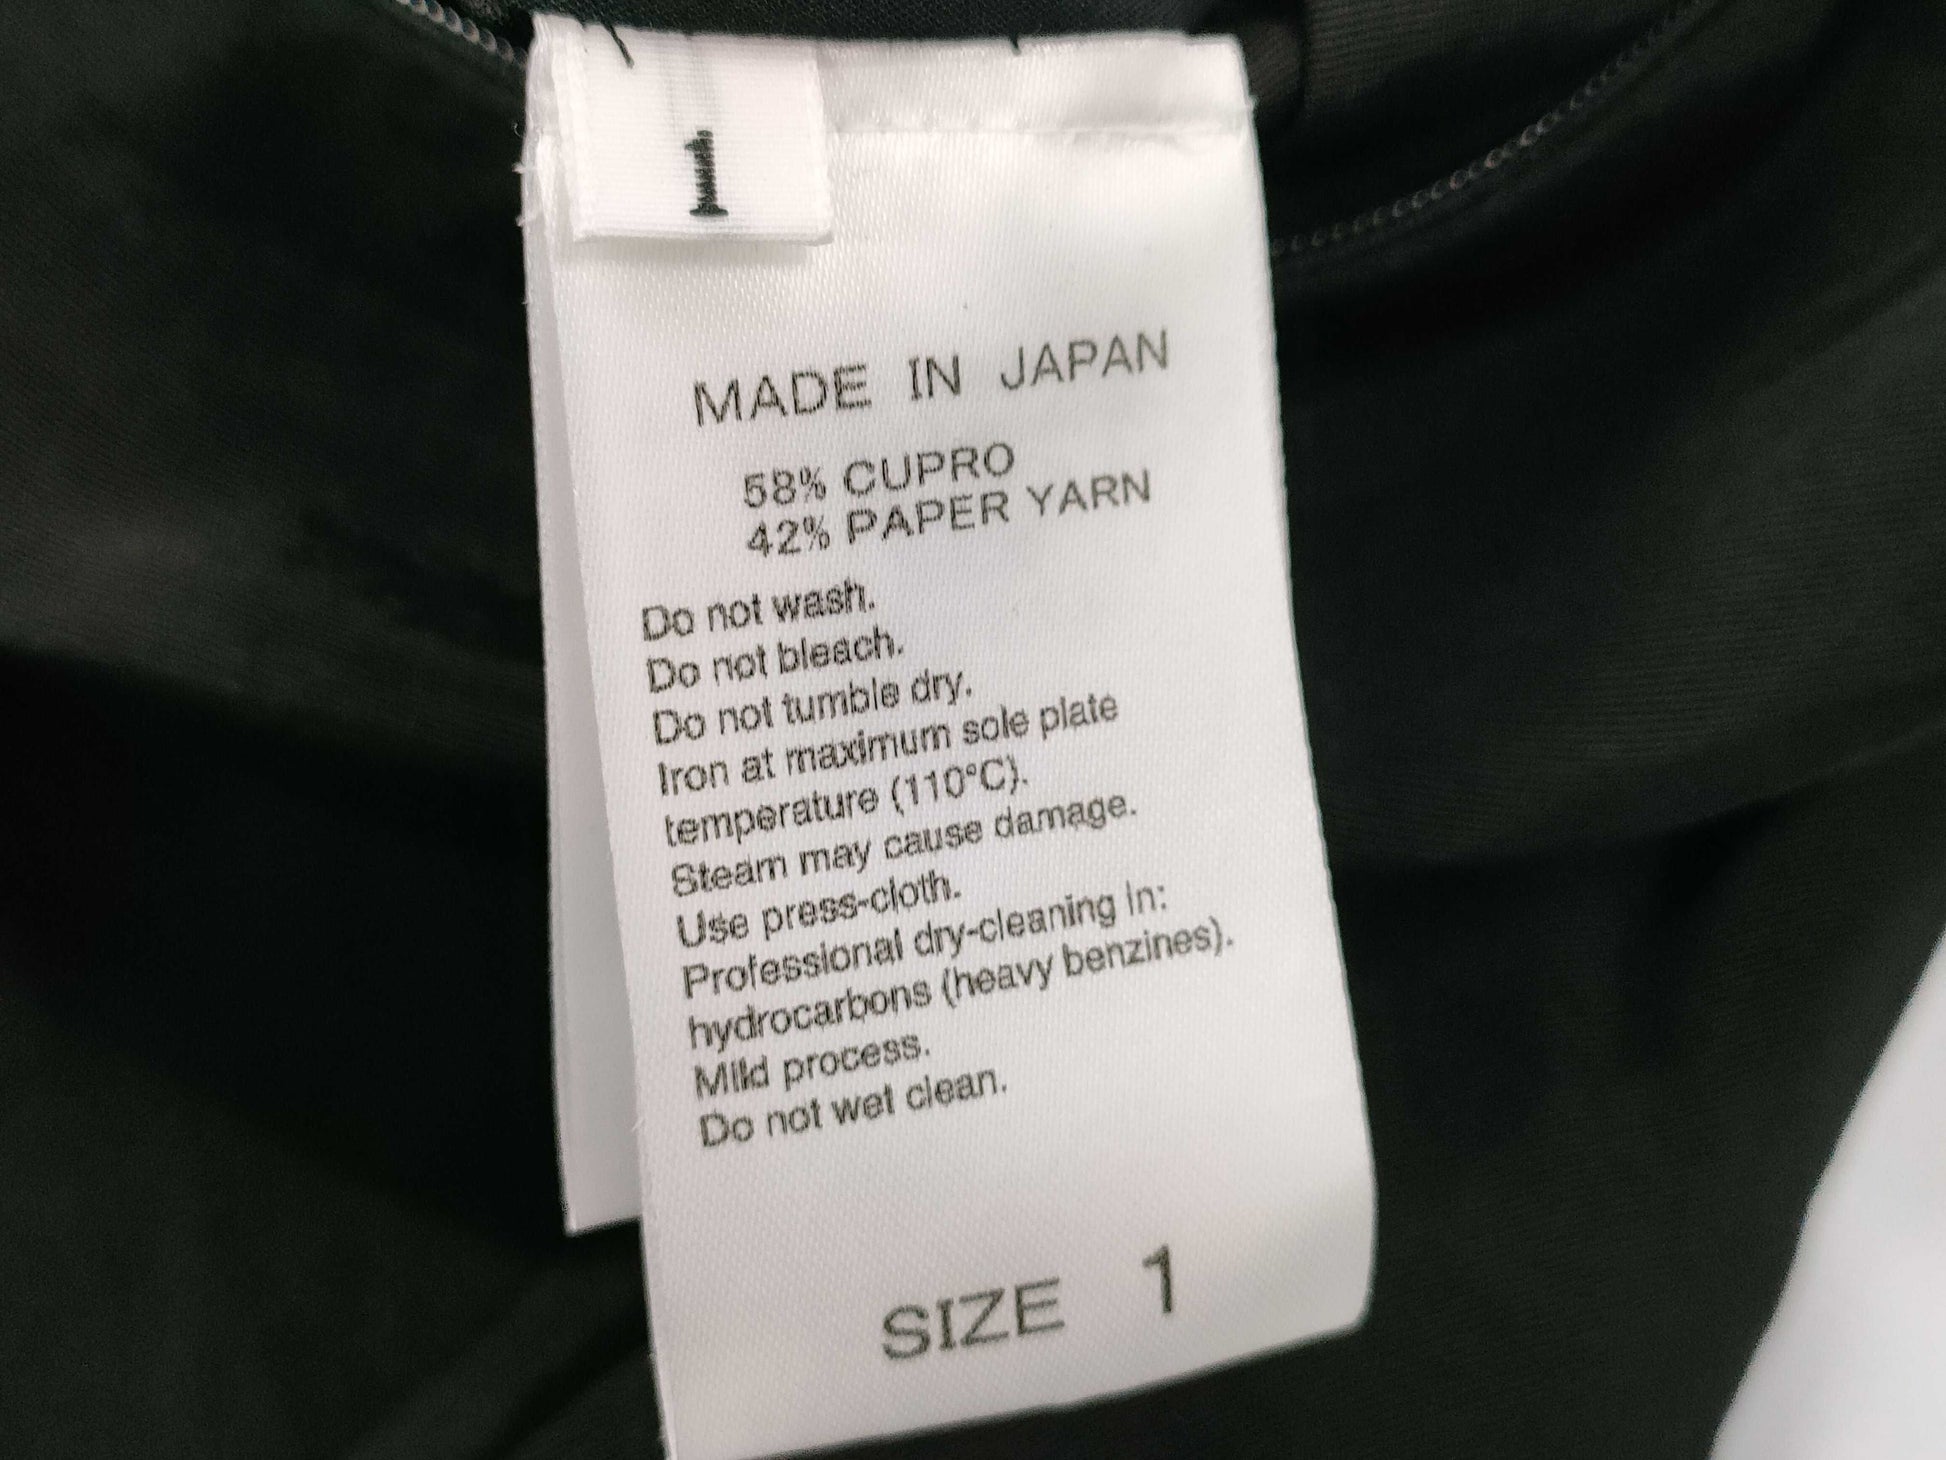 1
MADE IN JAPAN
58% CUPRO
42% PAPER YARN
Do not wash.
Do not bleach.
Do not tumble dry.
Iron at maximum sole plate
temperature (110°C).
Steam may cause damage.
Use press-cloth.
Professional dry-cleaning in:
hydrocarbons (heavy benzines).
Mild process.
Do not wet clean.
SIZE 1